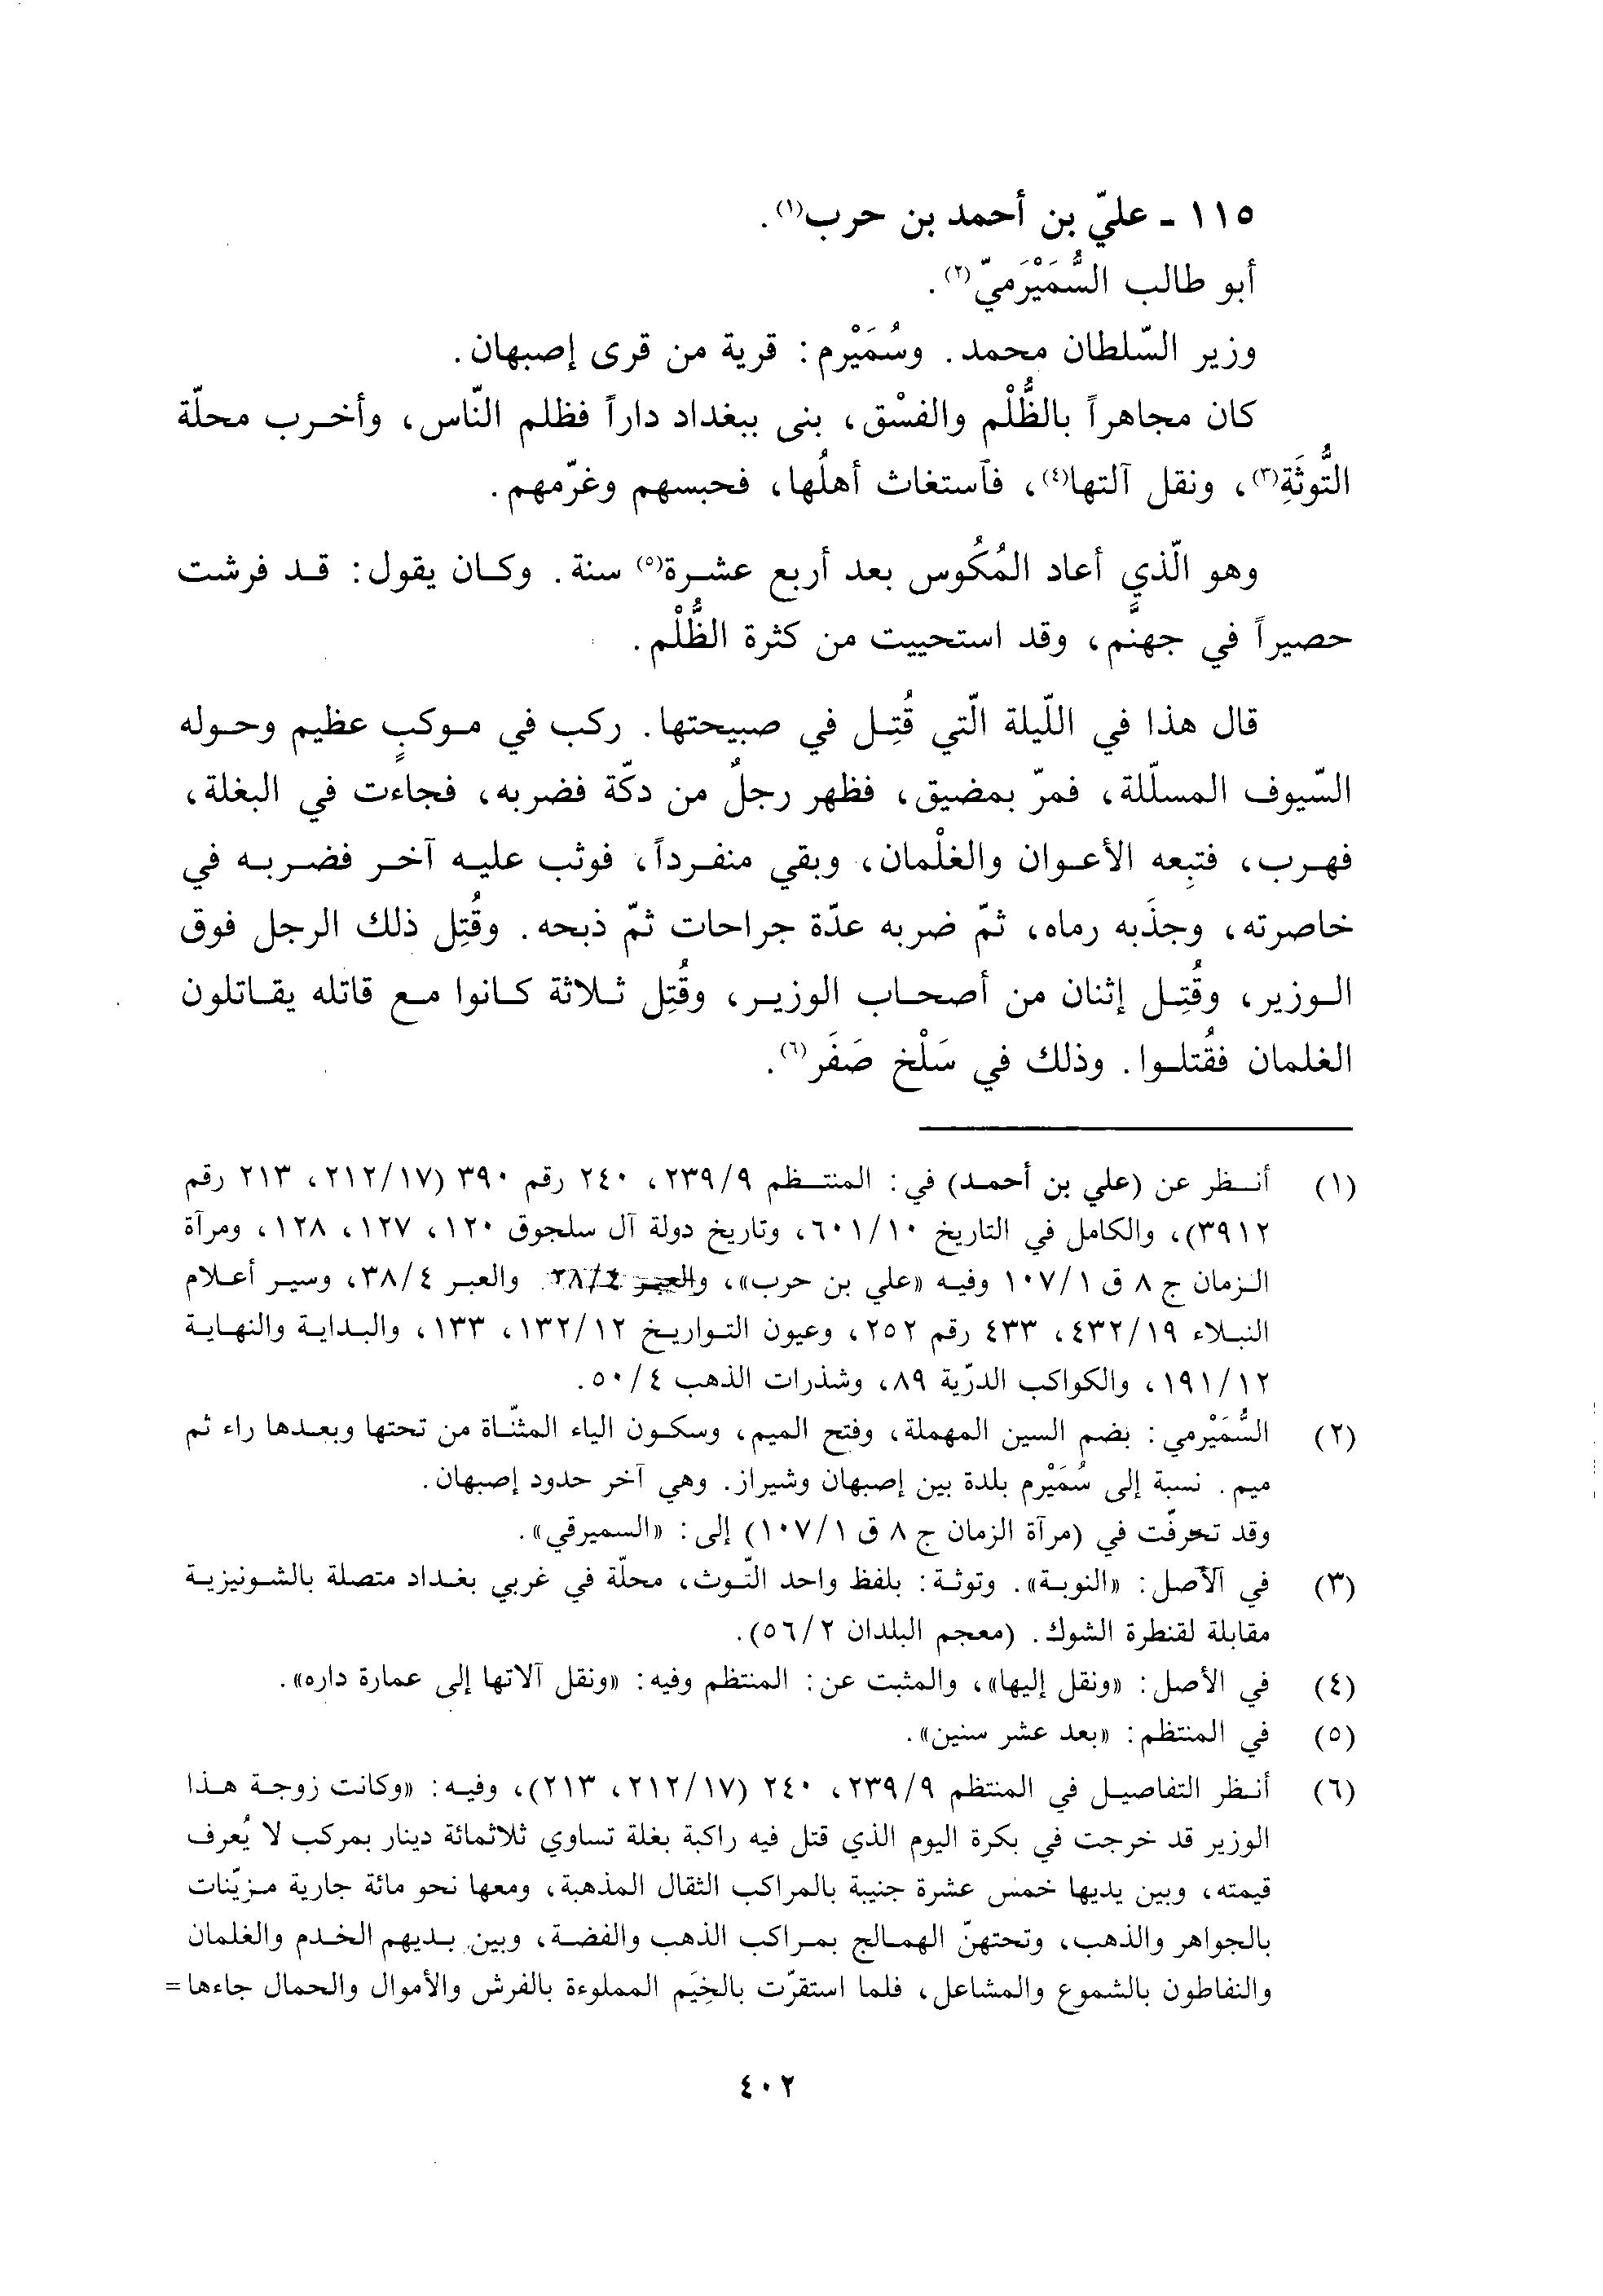 ١١٥ - عليّ بن أحمد بن حرب(١).
أبو طالب السُّمَيْرَميّ(٢).
وزير السّلطان محمد. وسُمَيْرم: قرية من قرى إصبهان.
كان مجاهراً بالظُّلْم والفسْق، بنى ببغداد داراً فظلم النّاس، وأخرب محلّة
التُّوثَةِ(٣)، ونقل آلتها(٤)، فآستغاث أهلُها، فحبسهم وغرّمهم.
وهو الّذي أعاد المُكُوس بعد أربع عشرة(٥) سنة. وكان يقول: قد فرشت
حصيراً في جهنّم، وقد استحييت من كثرة الظُّلْم.
قال هذا في اللّيلة الّتي قُتِل في صبيحتها. ركب في موكبٍ عظيم وحوله
السّيوف المسلّلة، فمرّ بمضيق، فظهر رجلٌ من دكّة فضربه، فجاءت في البغلة،
فهرب، فتبِعه الأعوان والغلْمان، وبقي منفرداً، فوثب عليه آخر فضربه في
خاصرته، وجذَبه رماه، ثمّ ضربه عدّة جراحات ثمّ ذبحه. وقُتِل ذلك الرجل فوق
الوزير، وقُتِل إثنان من أصحاب الوزير، وقُتِل ثلاثة كانوا مع قاتله يقاتلون
الغلمان فقُتلوا. وذلك في سَلْخ صَفَر(٦).
(١) أنظر عن (علي بن أحمد) في: المنتظم ٢٣٩/٩، ٢٤٠ رقم ٣٩٠ (٢١٢/١٧، ٢١٣ رقم
٣٩١٢)، والكامل في التاريخ ٦٠١/١٠، وتاريخ دولة آل سلجوق ١٢٠، ١٢٧، ١٢٨، ومرآة
الزمان ج ٨ ق ١٠٧/١ وفيه «علي بن حرب»، والعبر ٣٨/٤ والعبر ٣٨/٤، وسير أعلام
النبلاء ٤٣٢/١٩، ٤٣٣ رقم ٢٥٢، وعيون التواريخ ١٣٢/١٢، ١٣٣، والبداية والنهاية
١٩١/١٢، والكواكب الدرّية ٨٩، وشذرات الذهب ٥٠/٤.
(٢) السُّمَيْرمي: بضم السين المهملة، وفتح الميم، وسكون الياء المثنّاة من تحتها وبعدها راء ثم
ميم. نسبة إلى سُمَيْرم بلدة بين إصبهان وشيراز. وهي آخر حدود إصبهان.
وقد تحرفّت في (مرآة الزمان ج ٨ ق ١٠٧/١) إلى: «السميرقي».
(٣) في الآصل: «النوبة». وتوثة: بلفظ واحد التّوث، محلّة في غربي بغداد متصلة بالشونيزية
مقابلة لقنطرة الشوك. (معجم البلدان ٥٦/٢).
(٤) في الأصل: «ونقل إليها»، والمثبت عن: المنتظم وفيه: «ونقل آلاتها إلى عمارة داره».
(٥) في المنتظم: «بعد عشر سنين».
(٦) أنظر التفاصيل في المنتظم ٢٣٩/٩، ٢٤٠ (٢١٢/١٧، ٢١٣)، وفيه: «وكانت زوجة هذا
الوزير قد خرجت في بكرة اليوم الذي قتل فيه راكبة بغلة تساوي ثلاثمائة دينار بمركب لا يُعرف
قيمته، وبين يديها خمس عشرة جنيبة بالمراكب الثقال المذهبة، ومعها نحو مائة جارية مزيّنات
بالجواهر والذهب، وتحتهنّ الهمالج بمراكب الذهب والفضة، وبين يديهم الخدم والغلمان
والنفاطون بالشموع والمشاعل، فلما استقرّت بالخِيَم المملوءة بالفرش والأموال والحمال جاءها =
٤٠٢